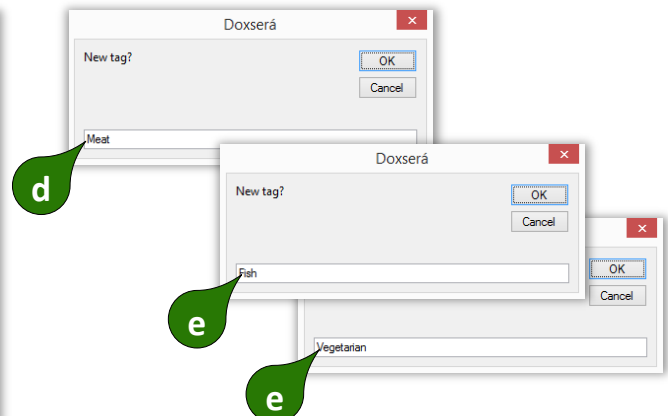 Doxserá
New tag?
OK
Cancel
Meat
d
Doxserá
New tag?
OK
Cancel
Fish
e
OK
Cancel
Vegetarian
e